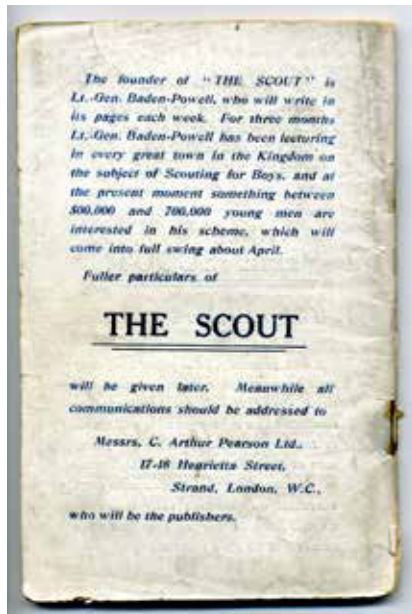 The founder of "THE SCOUT" is
Lt.-Gen. Baden-Powell, who will write in
its pages each week. For three months
Lt.-Gen. Baden-Powell has been lecturing
in every great town in the Kingdom on
the subject of Scouting for Boys, and at
the present moment something between
500,000 and 700,000 young men are
interested in his scheme, which will
come into full swing about April.
Fuller particulars of
THE SCOUT
will be given later. Meanwhile all
communications should be addressed to
Messrs. C. Arthur Pearson Ltd.,
17-18 Henrietta Street,
Strand, London, W.C.,
who will be the publishers.